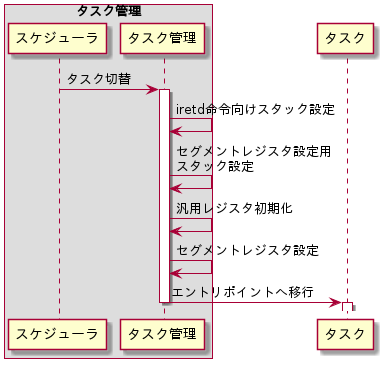 タスク管理
スケジューラ
タスク管理
タスク
タスク切替
iretd命令向けスタック設定
セグメントレジスタ設定用
スタック設定
汎用レジスタ初期化
セグメントレジスタ設定
エントリポイントへ移行
スケジューラ
タスク管理
タスク